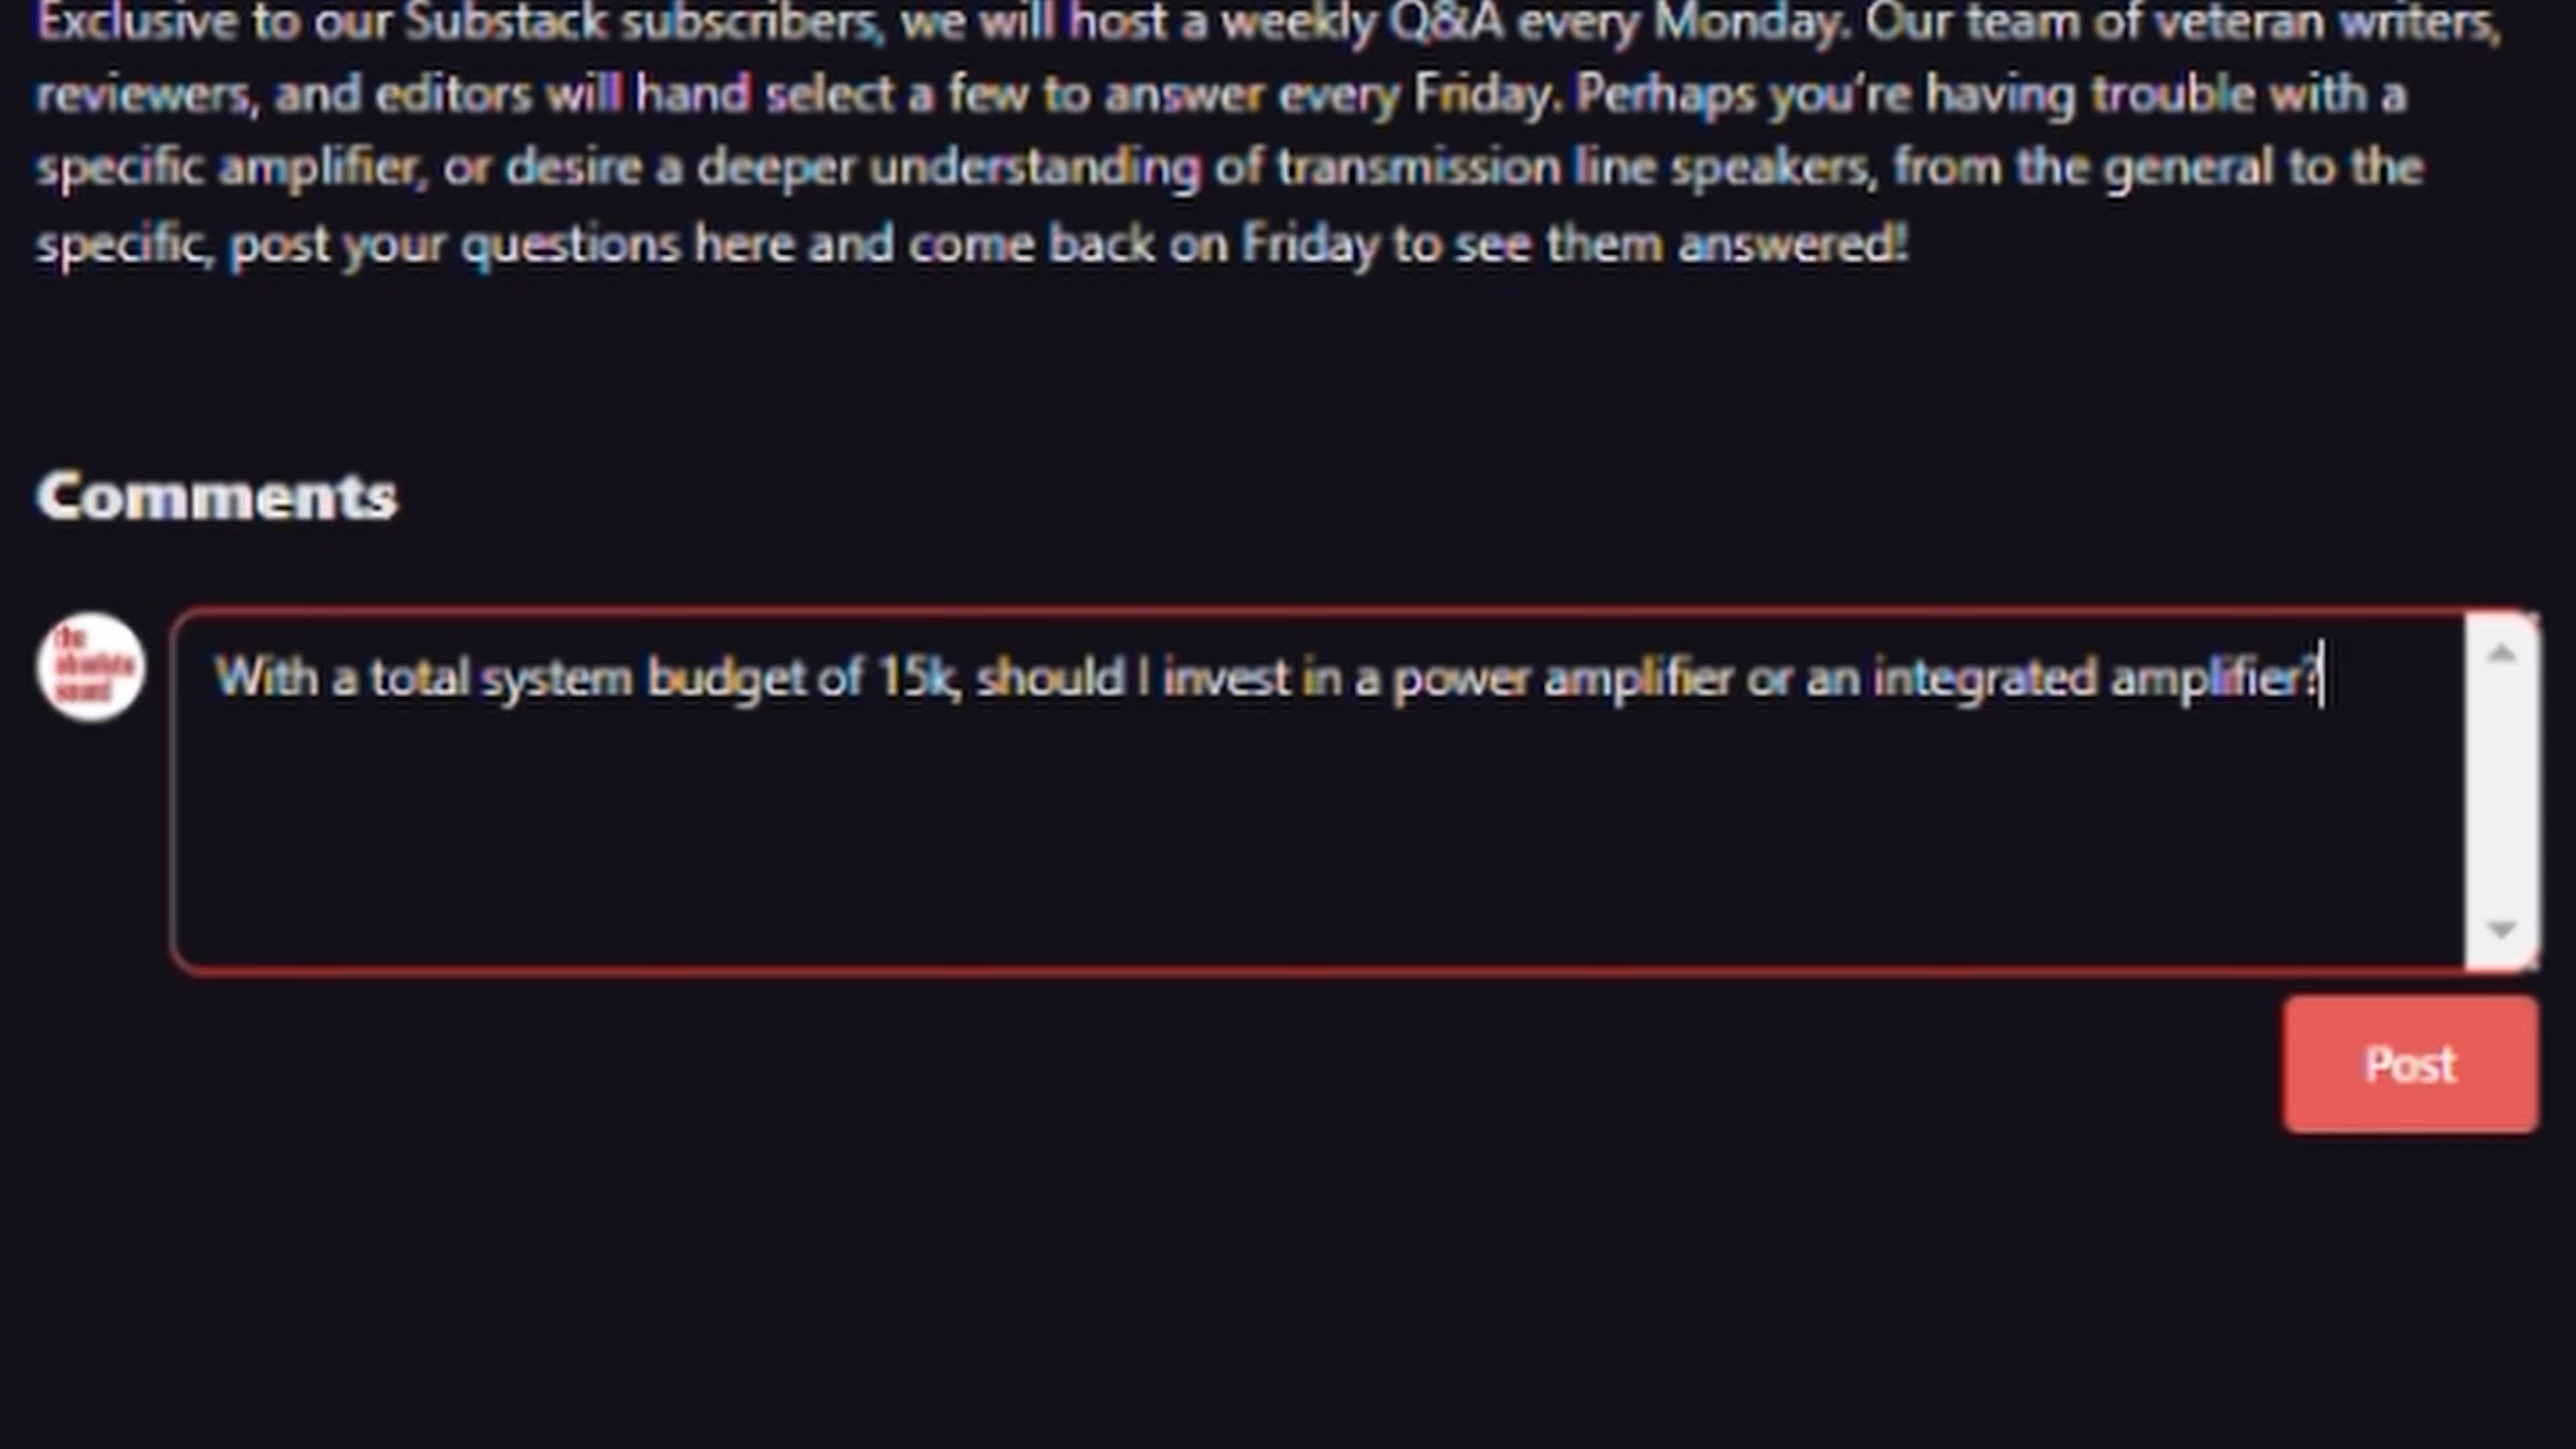 Exclusive to our Substack subscribers, we will host a weekly Q&A every Monday. Our team of veteran writers,
reviewers, and editors will hand select a few to answer every Friday. Perhaps you're having trouble with a
specific amplifier, or desire a deeper understanding of transmission line speakers, from the general to the
specific, post your questions here and come back on Friday to see them answered!
Comments
the
absolute
sound
With a total system budget of 15k, should I invest in a power amplifier or an integrated amplifier?
Post